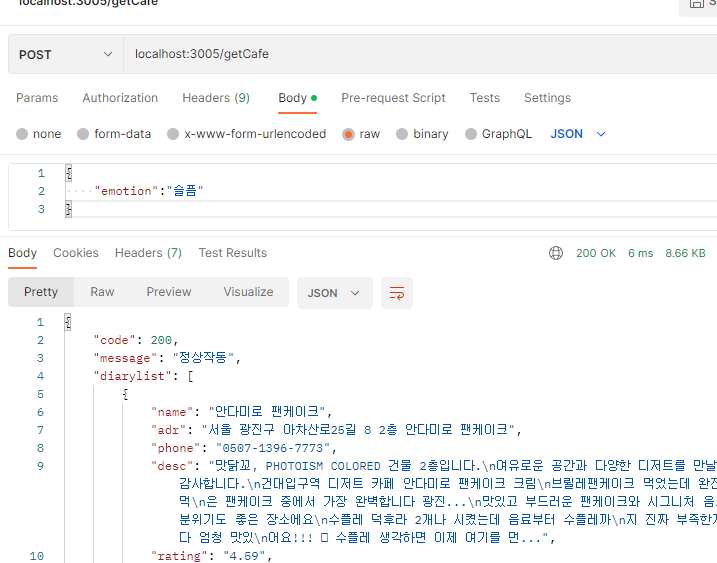 localhost:3005/getCafe
POST localhost:3005/getCafe
Params Authorization Headers (9) Body Pre-request Script Tests Settings
none form-data x-www-form-urlencoded raw binary GraphQL JSON
1 {
2 "emotion":"슬픔"
3 }
Body Cookies Headers (7) Test Results 200 OK 6 ms 8.66 KB
Pretty Raw Preview Visualize JSON
1 {
2 "code": 200,
3 "message": "정상작동",
4 "diarylist": [
5 {
6 "name": "안다미로 팬케이크",
7 "adr": "서울 광진구 아차산로25길 8 2층 안다미로 팬케이크",
8 "phone": "0507-1396-7773",
9 "desc": "맛닭꼬, PHOTOISM COLORED 건물 2층입니다.\n여유로운 공간과 다양한 디저트를 만날
감사합니다.\n건대입구역 디저트 카페 안다미로 팬케이크 크림\n브릴레팬케이크 먹었는데 완전
먹\n은 팬케이크 중에서 가장 완벽합니다 광진...\n맛있고 부드러운 팬케이크와 시그니처 음
분위기도 좋은 장소에요\n수플레 덕후라 2개나 시켰는데 음료부터 수플레까\n지 진짜 부족한
다 엄청 맛있\n어요!!! 수플레 생각하면 이제 여기를 먼...",
10 "rating": "4.59",